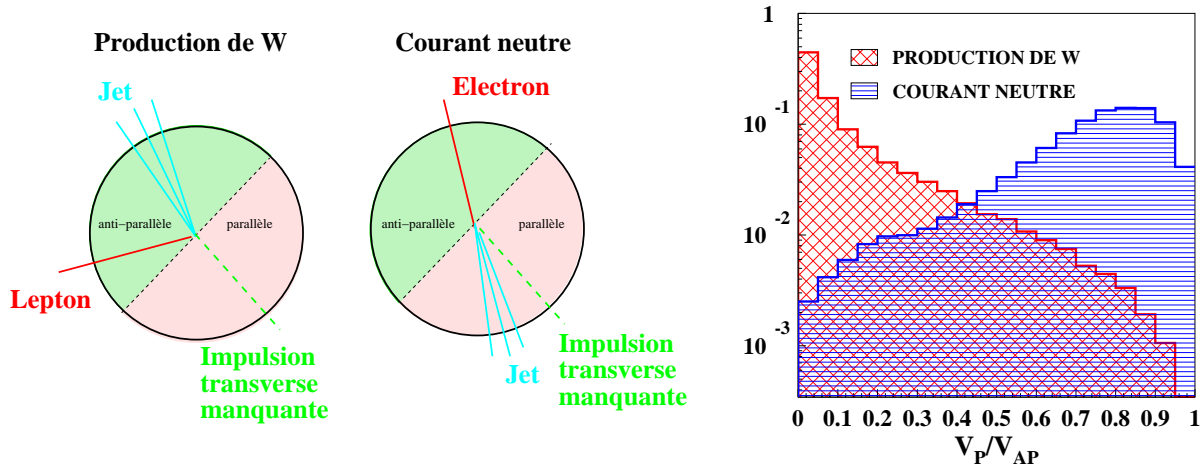 Production de W
Jet
anti-parallèle
parallèle
Lepton
Impulsion
transverse
manquante
Courant neutre
Electron
anti-parallèle
parallèle
Jet
Impulsion
transverse
manquante
1
10 -1
10 -2
10 -3
PRODUCTION DE W
COURANT NEUTRE
0 0.1 0.2 0.3 0.4 0.5 0.6 0.7 0.8 0.9 1
VP/VAP